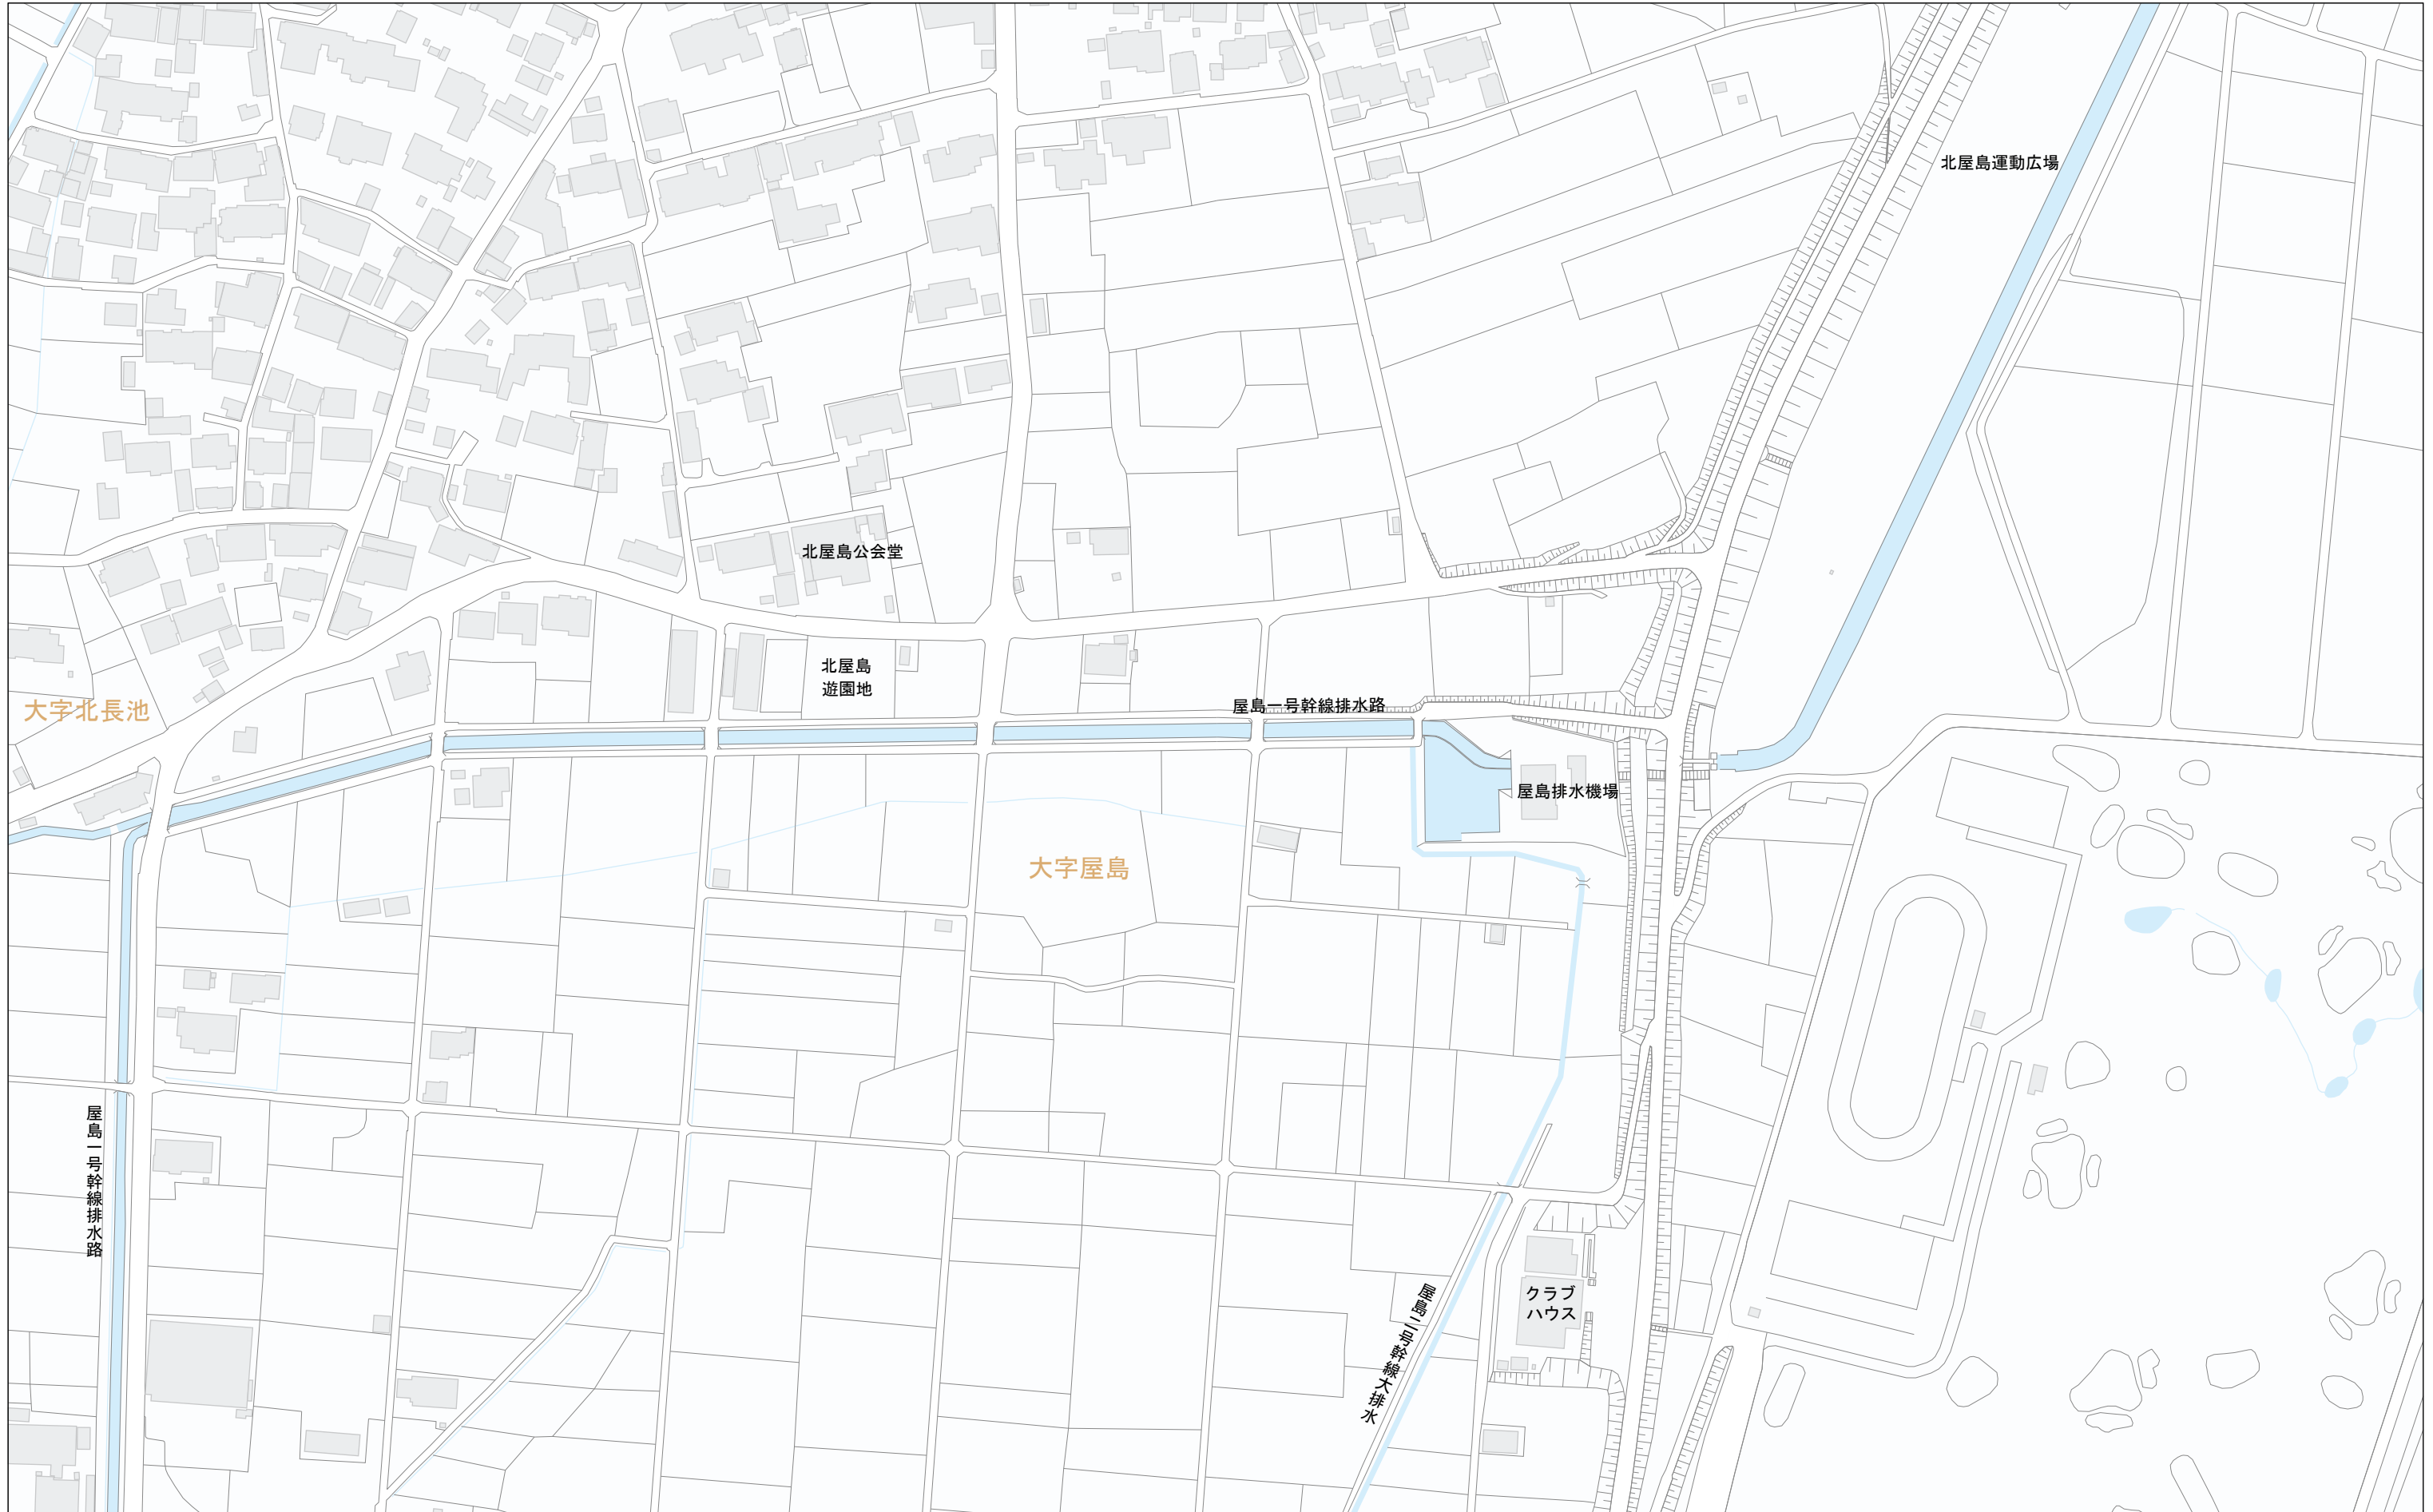 北屋島運動広場
北屋島公会堂
北屋島
遊園地
大字北長池
屋島一号幹線排水路
屋島排水機場
大字屋島
屋島一号幹線排水路
屋島二号幹線大排水
クラブ
ハウス